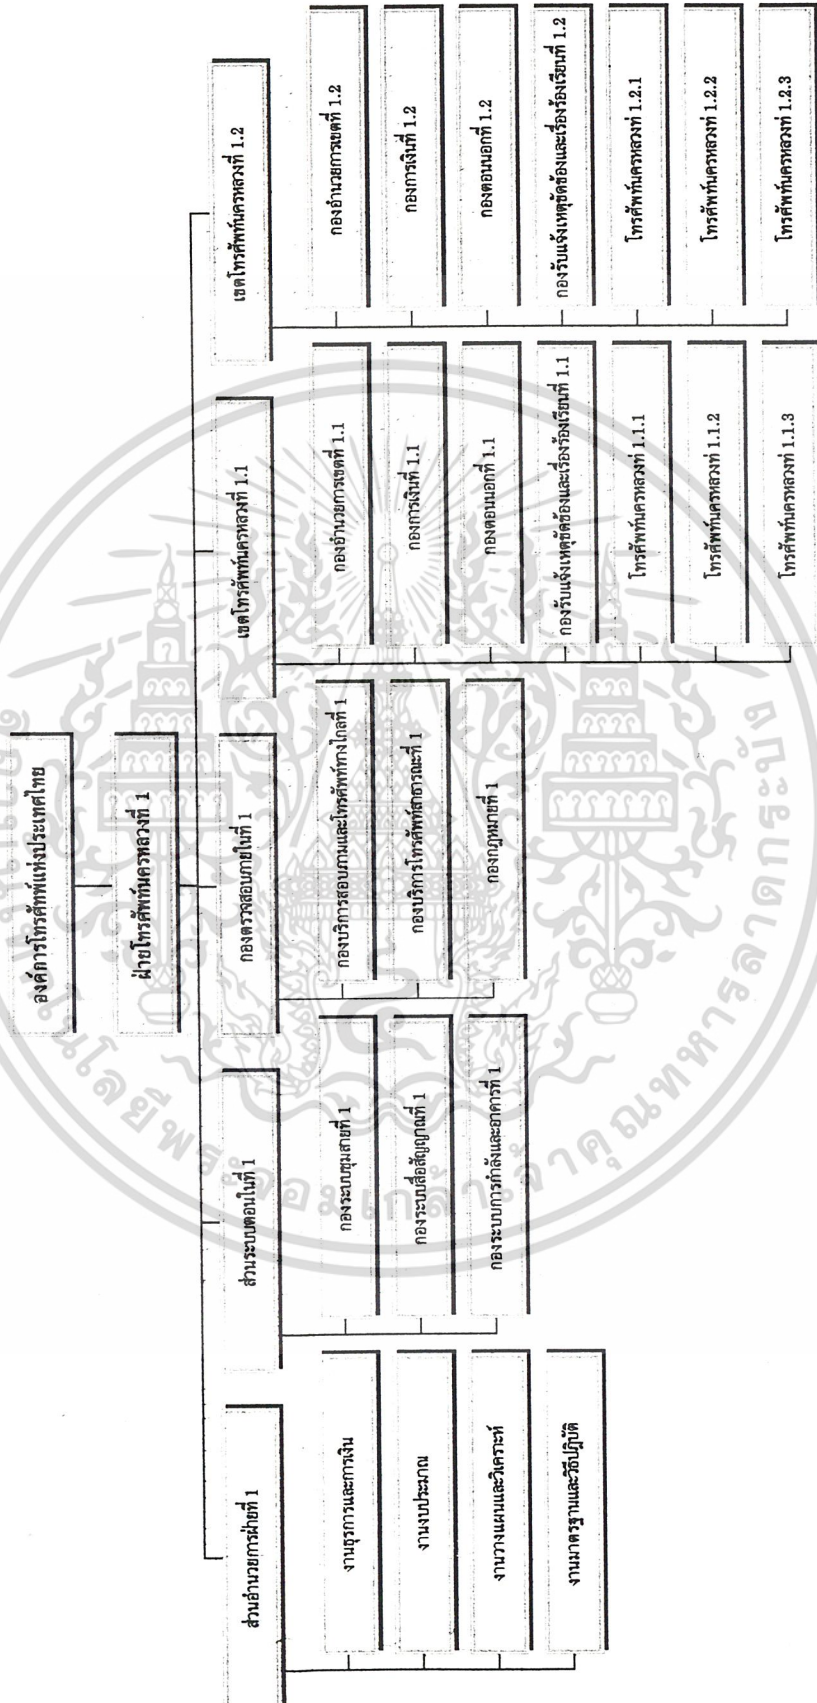 องค์การโทรศัพท์แห่งประเทศไทย
ฝ่ายโทรศัพท์นครหลวงที่ 1
ส่วนอำนวยการฝ่ายที่ 1
งานธุรการและการเงิน
งานงบประมาณ
งานวางแผนและวิเคราะห์
งานมาตรฐานและวิธีปฏิบัติ
ส่วนระบบตอนในที่ 1
กองระบบชุมสายที่ 1
กองระบบสื่อสัญญาณที่ 1
กองระบบการกำลังและอาคารที่ 1
กองตรวจสอบภายในที่ 1
กองบริการสอบถามและโทรศัพท์ทางไกลที่ 1
กองบริการโทรศัพท์สาธารณะที่ 1
กองกฎหมายที่ 1
เขตโทรศัพท์นครหลวงที่ 1.1
กองอำนวยการเขตที่ 1.1
กองการเงินที่ 1.1
กองตอนนอกที่ 1.1
กองรับแจ้งเหตุขัดข้องและเรื่องร้องเรียนที่ 1.1
โทรศัพท์นครหลวงที่ 1.1.1
โทรศัพท์นครหลวงที่ 1.1.2
โทรศัพท์นครหลวงที่ 1.1.3
เขตโทรศัพท์นครหลวงที่ 1.2
กองอำนวยการเขตที่ 1.2
กองการเงินที่ 1.2
กองตอนนอกที่ 1.2
กองรับแจ้งเหตุขัดข้องและเรื่องร้องเรียนที่ 1.2
โทรศัพท์นครหลวงที่ 1.2.1
โทรศัพท์นครหลวงที่ 1.2.2
โทรศัพท์นครหลวงที่ 1.2.3